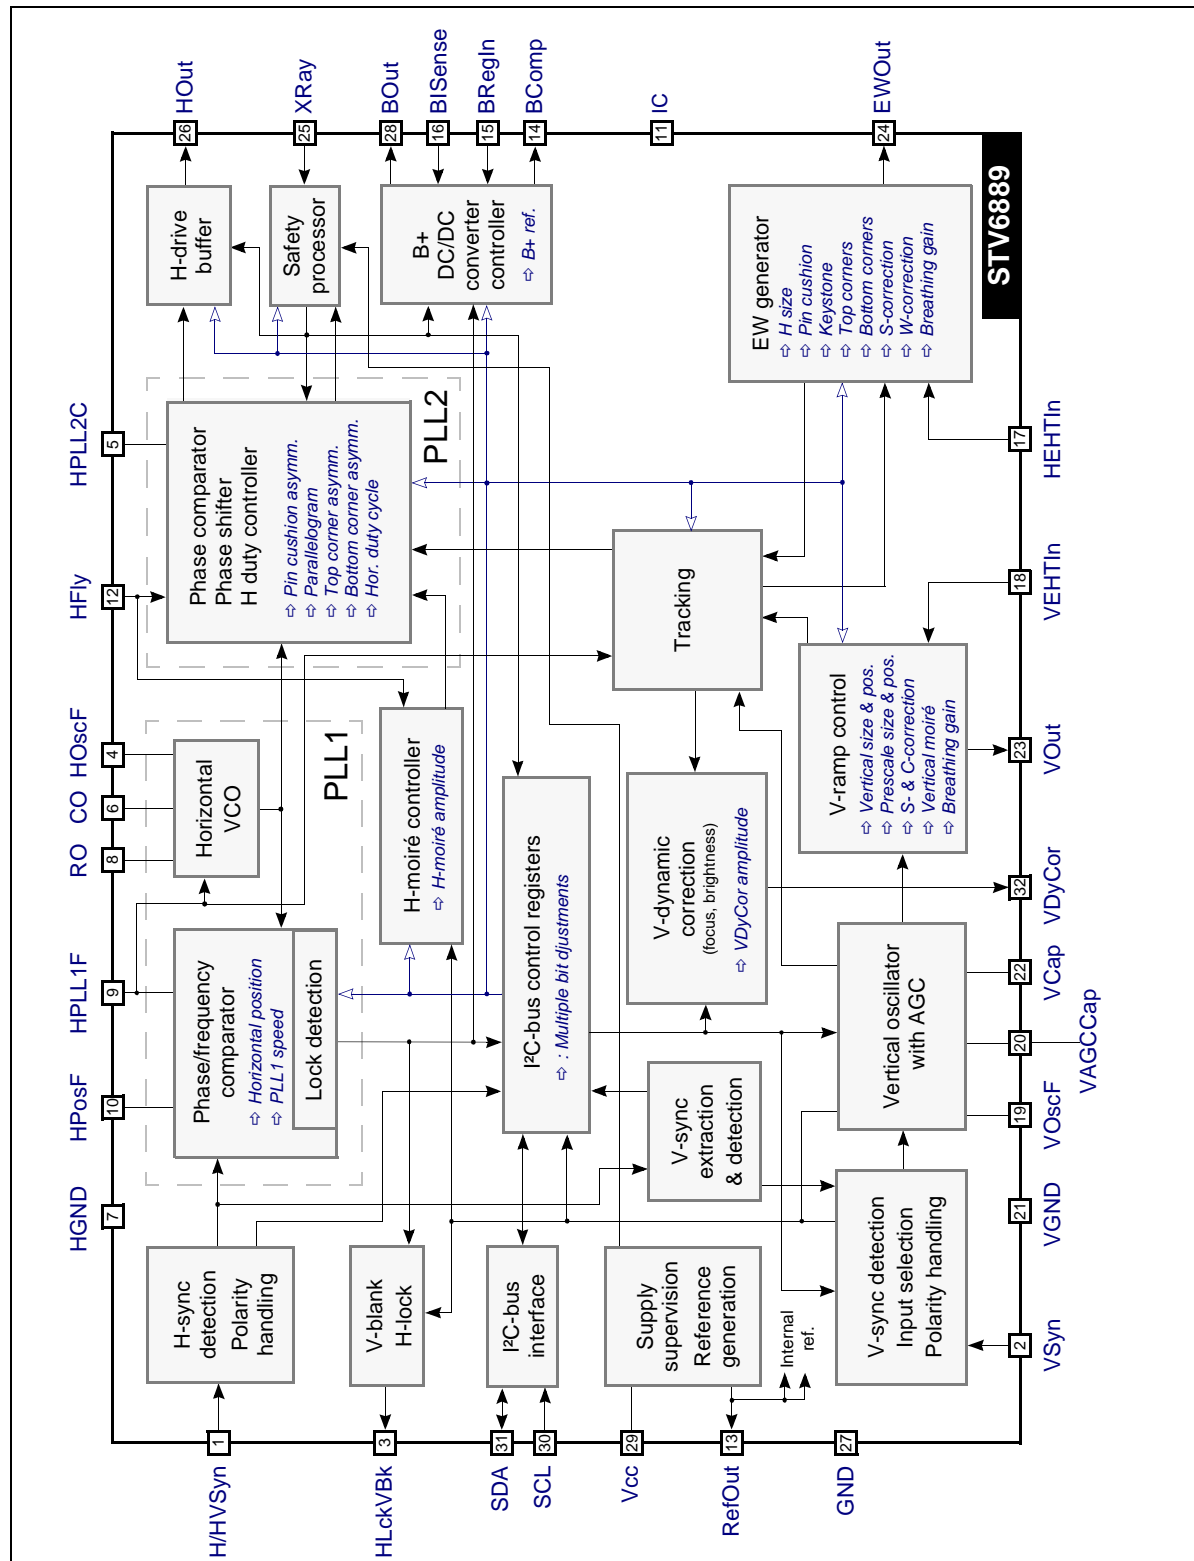 HGND
HPosF
HPLL1F
RO
CO
HOscF
HFly
HPLL2C
7
10
9
8
6
4
12
5
H/HVSyn
1
H-sync
detection
Polarity
handling
Phase/frequency
comparator
⇨ Horizontal position
⇨ PLL1 speed
Lock detection
Horizontal
VCO
PLL1
Phase comparator
Phase shifter
H duty controller
⇨ Pin cushion asymm.
⇨ Parallelogram
⇨ Top corner asymm.
⇨ Bottom corner asymm.
⇨ Hor. duty cycle
PLL2
H-drive
buffer
26
HOut
Safety
processor
25
XRay
HLckVBk
3
V-blank
H-lock
H-moiré controller
⇨ H-moiré amplitude
B+
DC/DC
converter
controller
⇨ B+ ref.
28
BOut
16
BISense
15
BRegIn
14
BComp
SDA
31
SCL
30
I²C-bus
interface
I²C-bus control registers
⇨ : Multiple bit djustments
Vcc
29
RefOut
13
Supply
supervision
Reference
generation
Internal
ref.
V-sync
extraction
& detection
V-dynamic
correction
(focus, brightness)
⇨ VDyCor amplitude
Tracking
11
IC
GND
27
V-sync detection
Input selection
Polarity handling
Vertical oscillator
with AGC
V-ramp control
⇨ Vertical size & pos.
⇨ Prescale size & pos.
⇨ S- & C-correction
⇨ Vertical moiré
⇨ Breathing gain
EW generator
⇨ H size
⇨ Pin cushion
⇨ Keystone
⇨ Top corners
⇨ Bottom corners
⇨ S-correction
⇨ W-correction
⇨ Breathing gain
24
EWOut
STV6889
2
21
19
20
22
32
23
18
17
VSyn
VGND
VOscF
VAGCCap
VCap
VDyCor
VOut
VEHTIn
HEHTIn